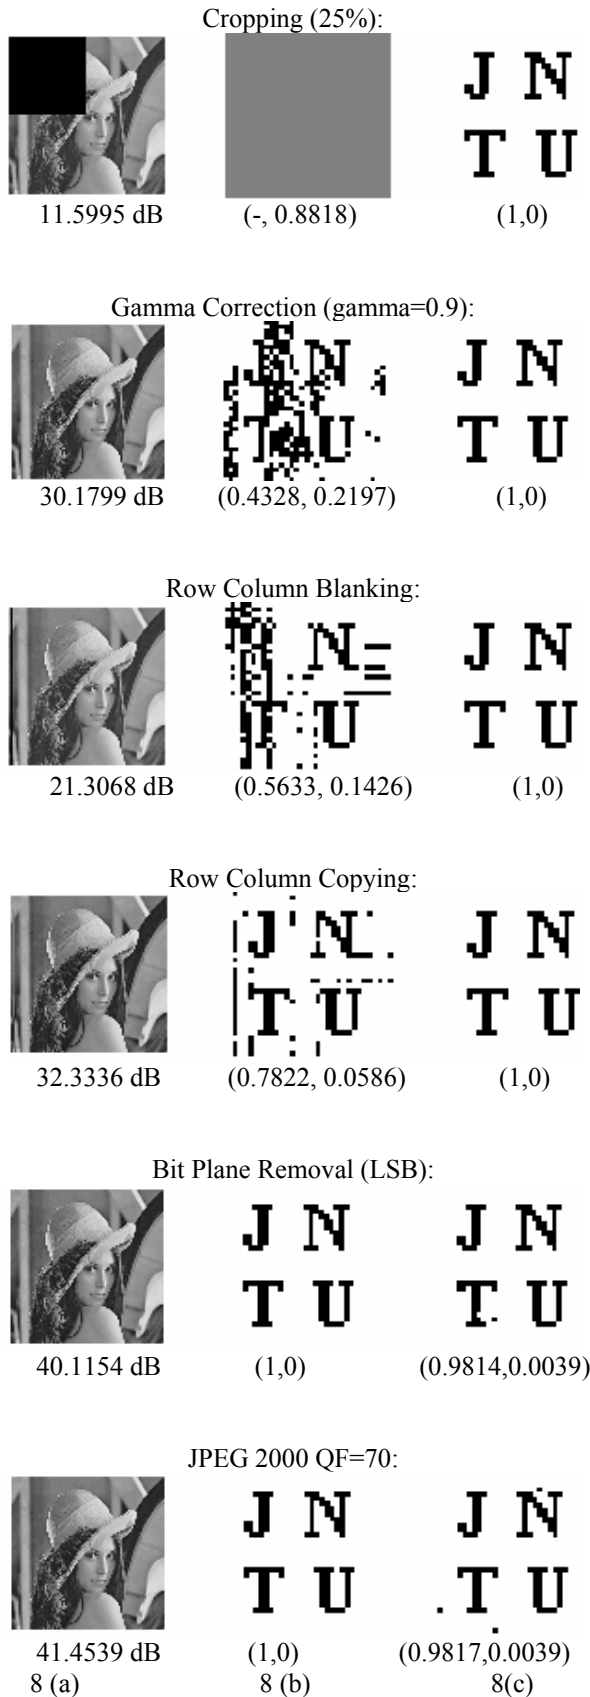 Cropping (25%):
J N
T U
11.5995 dB (-, 0.8818) (1,0)
Gamma Correction (gamma=0.9):
J N J N
T U T U
30.1799 dB (0.4328, 0.2197) (1,0)
Row Column Blanking:
N J N
T U T U
21.3068 dB (0.5633, 0.1426) (1,0)
Row Column Copying:
J N J N
T U T U
32.3336 dB (0.7822, 0.0586) (1,0)
Bit Plane Removal (LSB):
J N J N
T U T U
40.1154 dB (1,0) (0.9814,0.0039)
JPEG 2000 QF=70:
J N J N
T U T U
41.4539 dB (1,0) (0.9817,0.0039)
8 (a) 8 (b) 8(c)